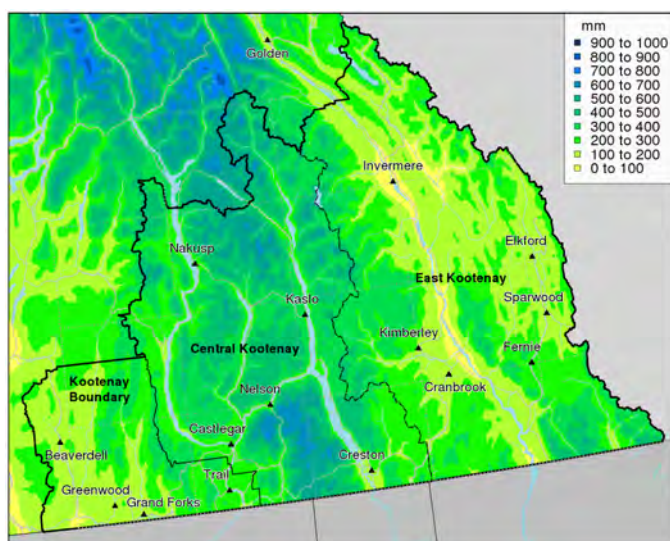 mm
900 to 1000
800 to 900
700 to 800
600 to 700
500 to 600
400 to 500
300 to 400
200 to 300
100 to 200
0 to 100
Golden
Invermere
Elkford
Nakusp
East Kootenay
Kaslo
Sparwood
Kimberley
Fernie
Central Kootenay
Cranbrook
Kootenay
Boundary
Nelson
Castlegar
Beaverdell
Creston
Trail
Greenwood
Grand Forks